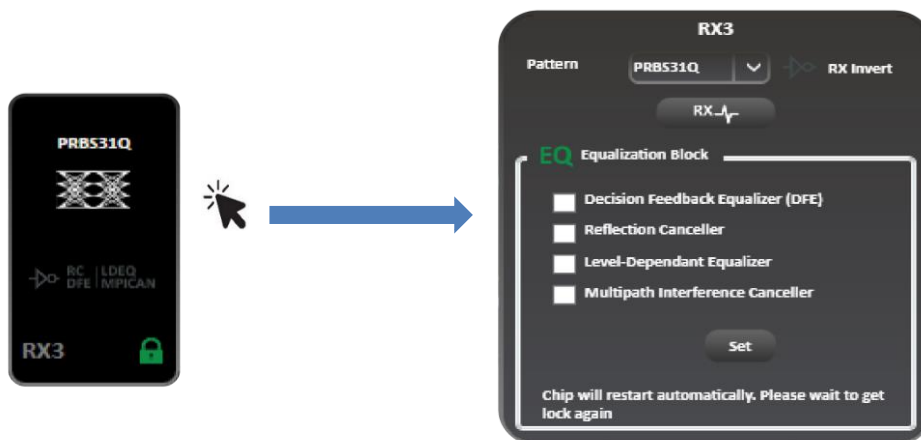 PRBS31Q
RC | LDEQ
DFE | MPICAN
RX3
RX3
Pattern
PRBS31Q
RX Invert
RX
EQ Equalization Block
Decision Feedback Equalizer (DFE)
Reflection Canceller
Level-Dependant Equalizer
Multipath Interference Canceller
Set
Chip will restart automatically. Please wait to get
lock again